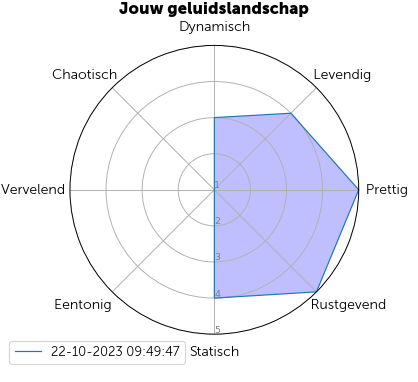 Jouw geluidslandschap
Dynamisch
Chaotisch
Levendig
Vervelend
Prettig
1
2
3
4
5
Eentonig
Rustgevend
Statisch
22-10-2023 09:49:47